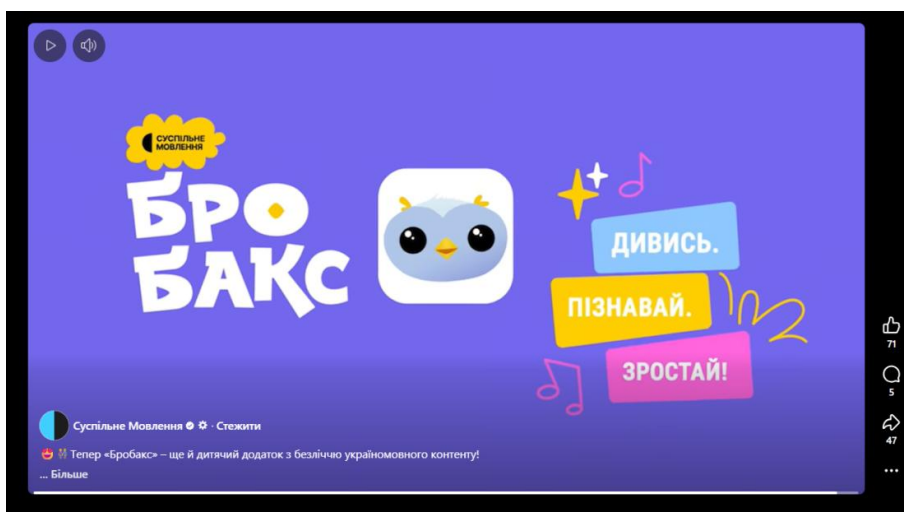 СУСПІЛЬНЕ
МОВЛЕННЯ
БРО
БАКС
ДИВИСЬ.
ПІЗНАВАЙ.
ЗРОСТАЙ!
71
5
47
Суспільне Мовлення · Стежити
Тепер «Бробакс» – ще й дитячий додаток з безліччю україномовного контенту!
... Більше